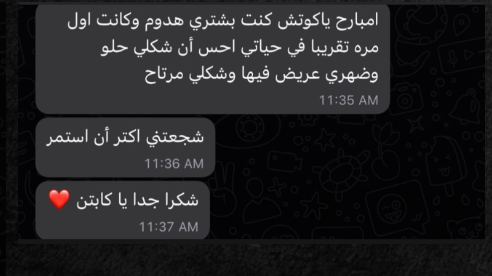 امبارح ياكوتش كنت بشتري هدوم وكانت اول
مره تقريبا في حياتي احس أن شكلي حلو
وضهري عريض فيها وشكلي مرتاح
11:35 AM
شجعتني اكتر أن استمر
11:36 AM
شكرا جدا يا كابتن ❤️
11:37 AM